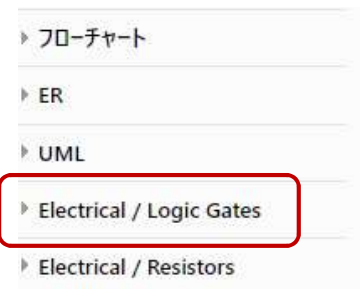 フローチャート
ER
UML
Electrical / Logic Gates
Electrical / Resistors